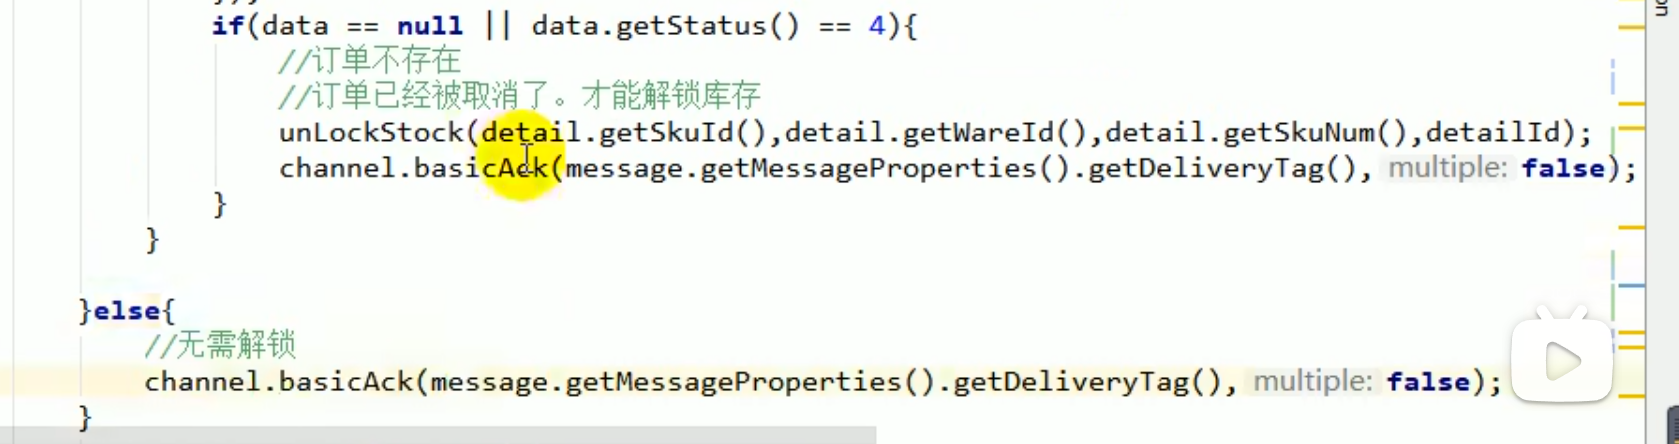 if(data == null || data.getStatus() == 4){
//订单不存在
//订单已经被取消了。才能解锁库存
unLockStock(detail.getSkuId(),detail.getWareId(),detail.getSkuNum(),detailId);
channel.basicAck(message.getMessageProperties().getDeliveryTag(), multiple: false);
}
}
}else{
//无需解锁
channel.basicAck(message.getMessageProperties().getDeliveryTag(), multiple: false);
}